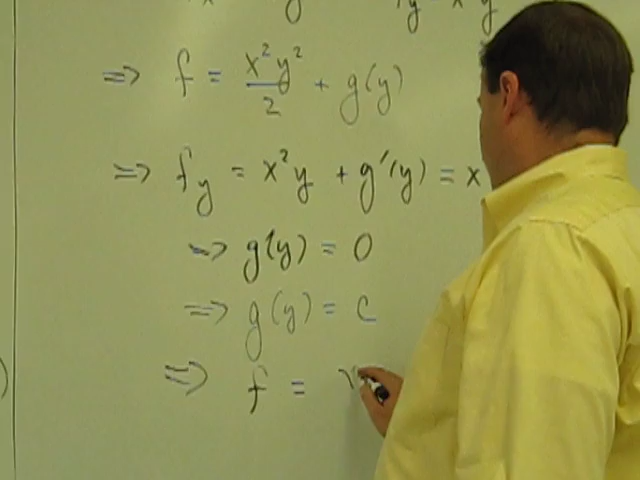 ⇒ f = x²y²/2 + g(y)
⇒ f_y = x²y + g'(y) = x
⇒ g'(y) = 0
⇒ g(y) = C
⇒ f =